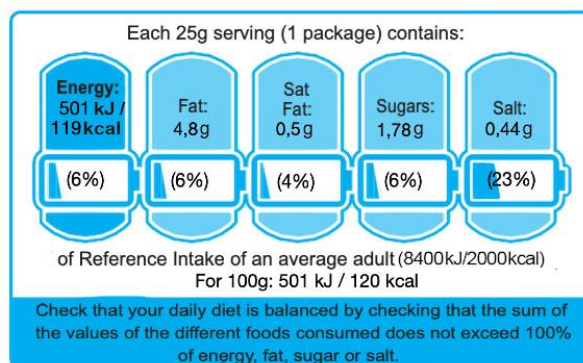 Each 25g serving (1 package) contains:
Energy: 501 kJ / 119kcal (6%)
Fat: 4,8g (6%)
Sat Fat: 0,5g (4%)
Sugars: 1,78g (6%)
Salt: 0,44g (23%)
of Reference Intake of an average adult (8400kJ/2000kcal)
For 100g: 501 kJ / 120 kcal
Check that your daily diet is balanced by checking that the sum of
the values of the different foods consumed does not exceed 100%
of energy, fat, sugar or salt.